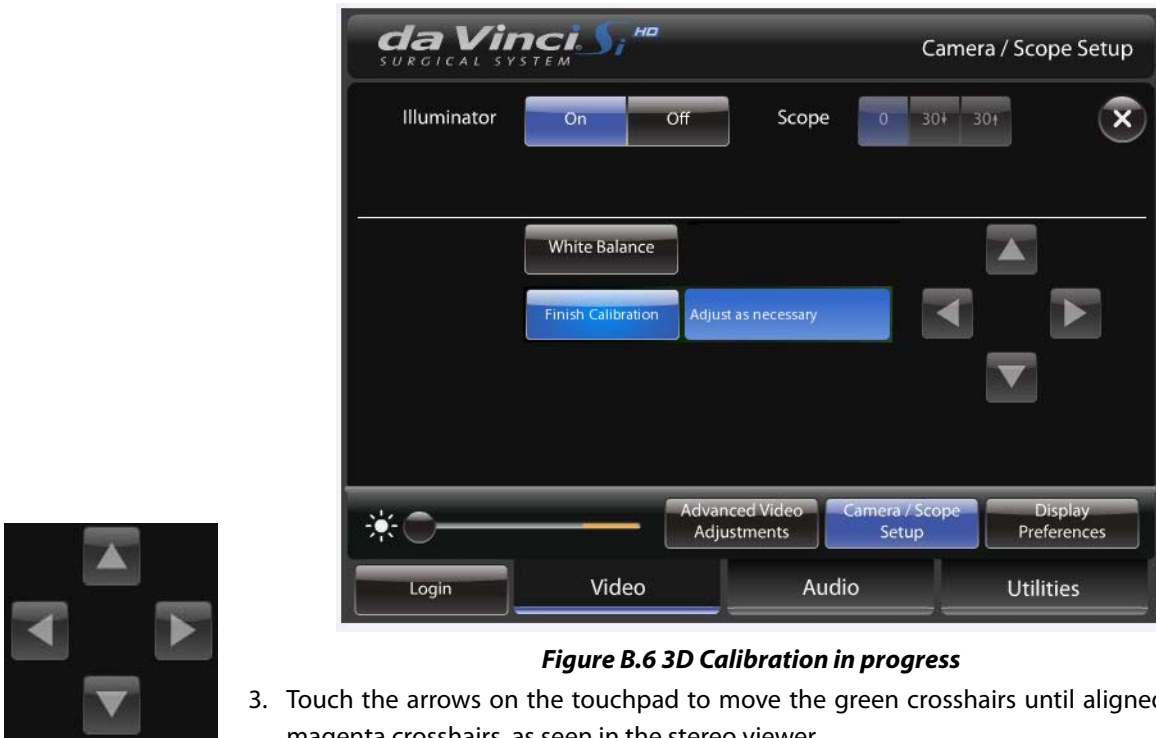 da Vinci. Si HD
SURGICAL SYSTEM
Camera / Scope Setup
Illuminator On Off Scope 0 30 30
White Balance
Finish Calibration Adjust as necessary
Advanced Video Adjustments
Camera / Scope Setup
Display Preferences
Login Video Audio Utilities
Figure B.6 3D Calibration in progress
3. Touch the arrows on the touchpad to move the green crosshairs until aligned
magenta crosshairs, as seen in the stereo viewer